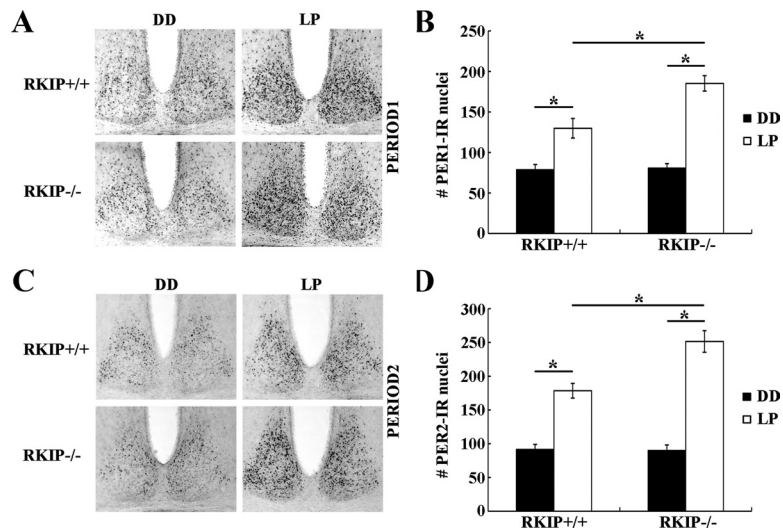 A
DD
LP
RKIP+/+
RKIP-/-
PERIOD1
B
# PER1-IR nuclei
250
200
150
100
50
0
*
*
*
DD
LP
RKIP+/+
RKIP-/-
C
DD
LP
RKIP+/+
RKIP-/-
PERIOD2
D
# PER2-IR nuclei
300
250
200
150
100
50
0
*
*
*
DD
LP
RKIP+/+
RKIP-/-